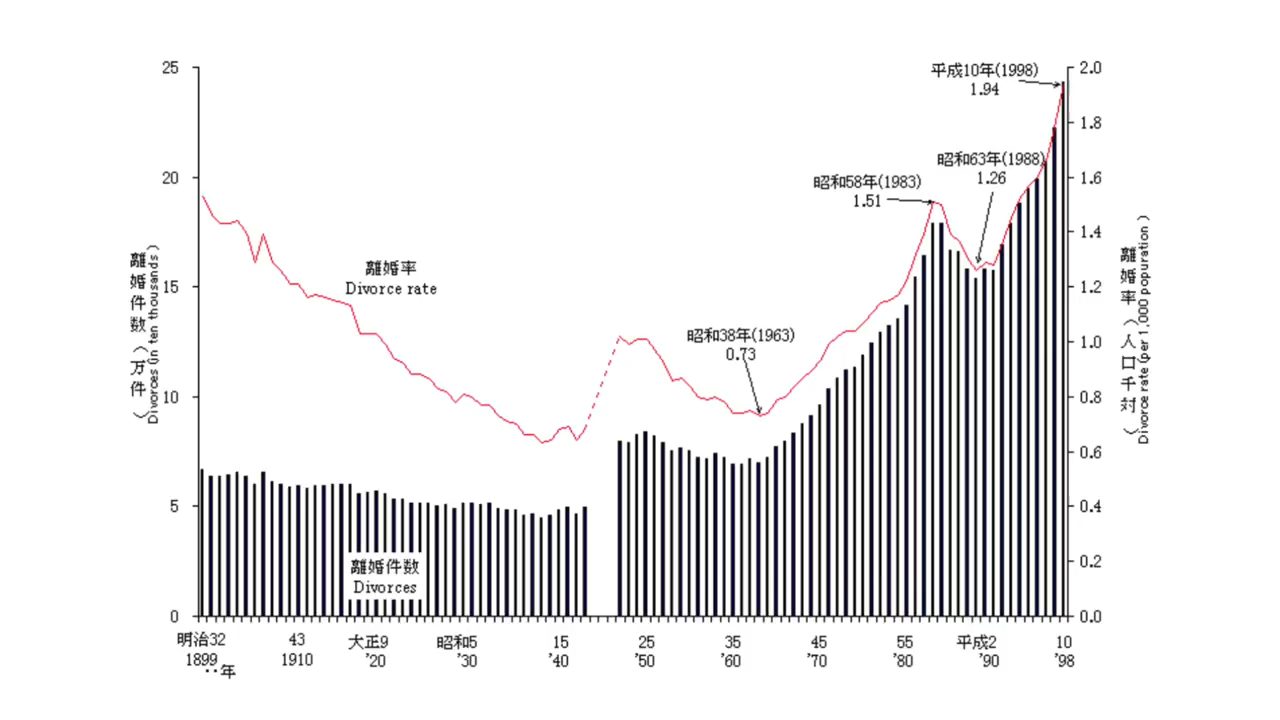 25
20
15
10
5
0
2.0
1.8
1.6
1.4
1.2
1.0
0.8
0.6
0.4
0.2
0.0
離婚件数（万件）
Divorces (in ten thousands)
離婚率（人口千対）
Divorce rate (per 1,000 popuration)
平成10年(1998)
1.94
昭和63年(1988)
1.26
昭和58年(1983)
1.51
離婚率
Divorce rate
昭和38年(1963)
0.73
離婚件数
Divorces
明治32 43 大正9 昭和5 15 25 35 45 55 平成2 10
1899 1910 '20 '30 '40 '50 '60 '70 '80 '90 '98
‥年